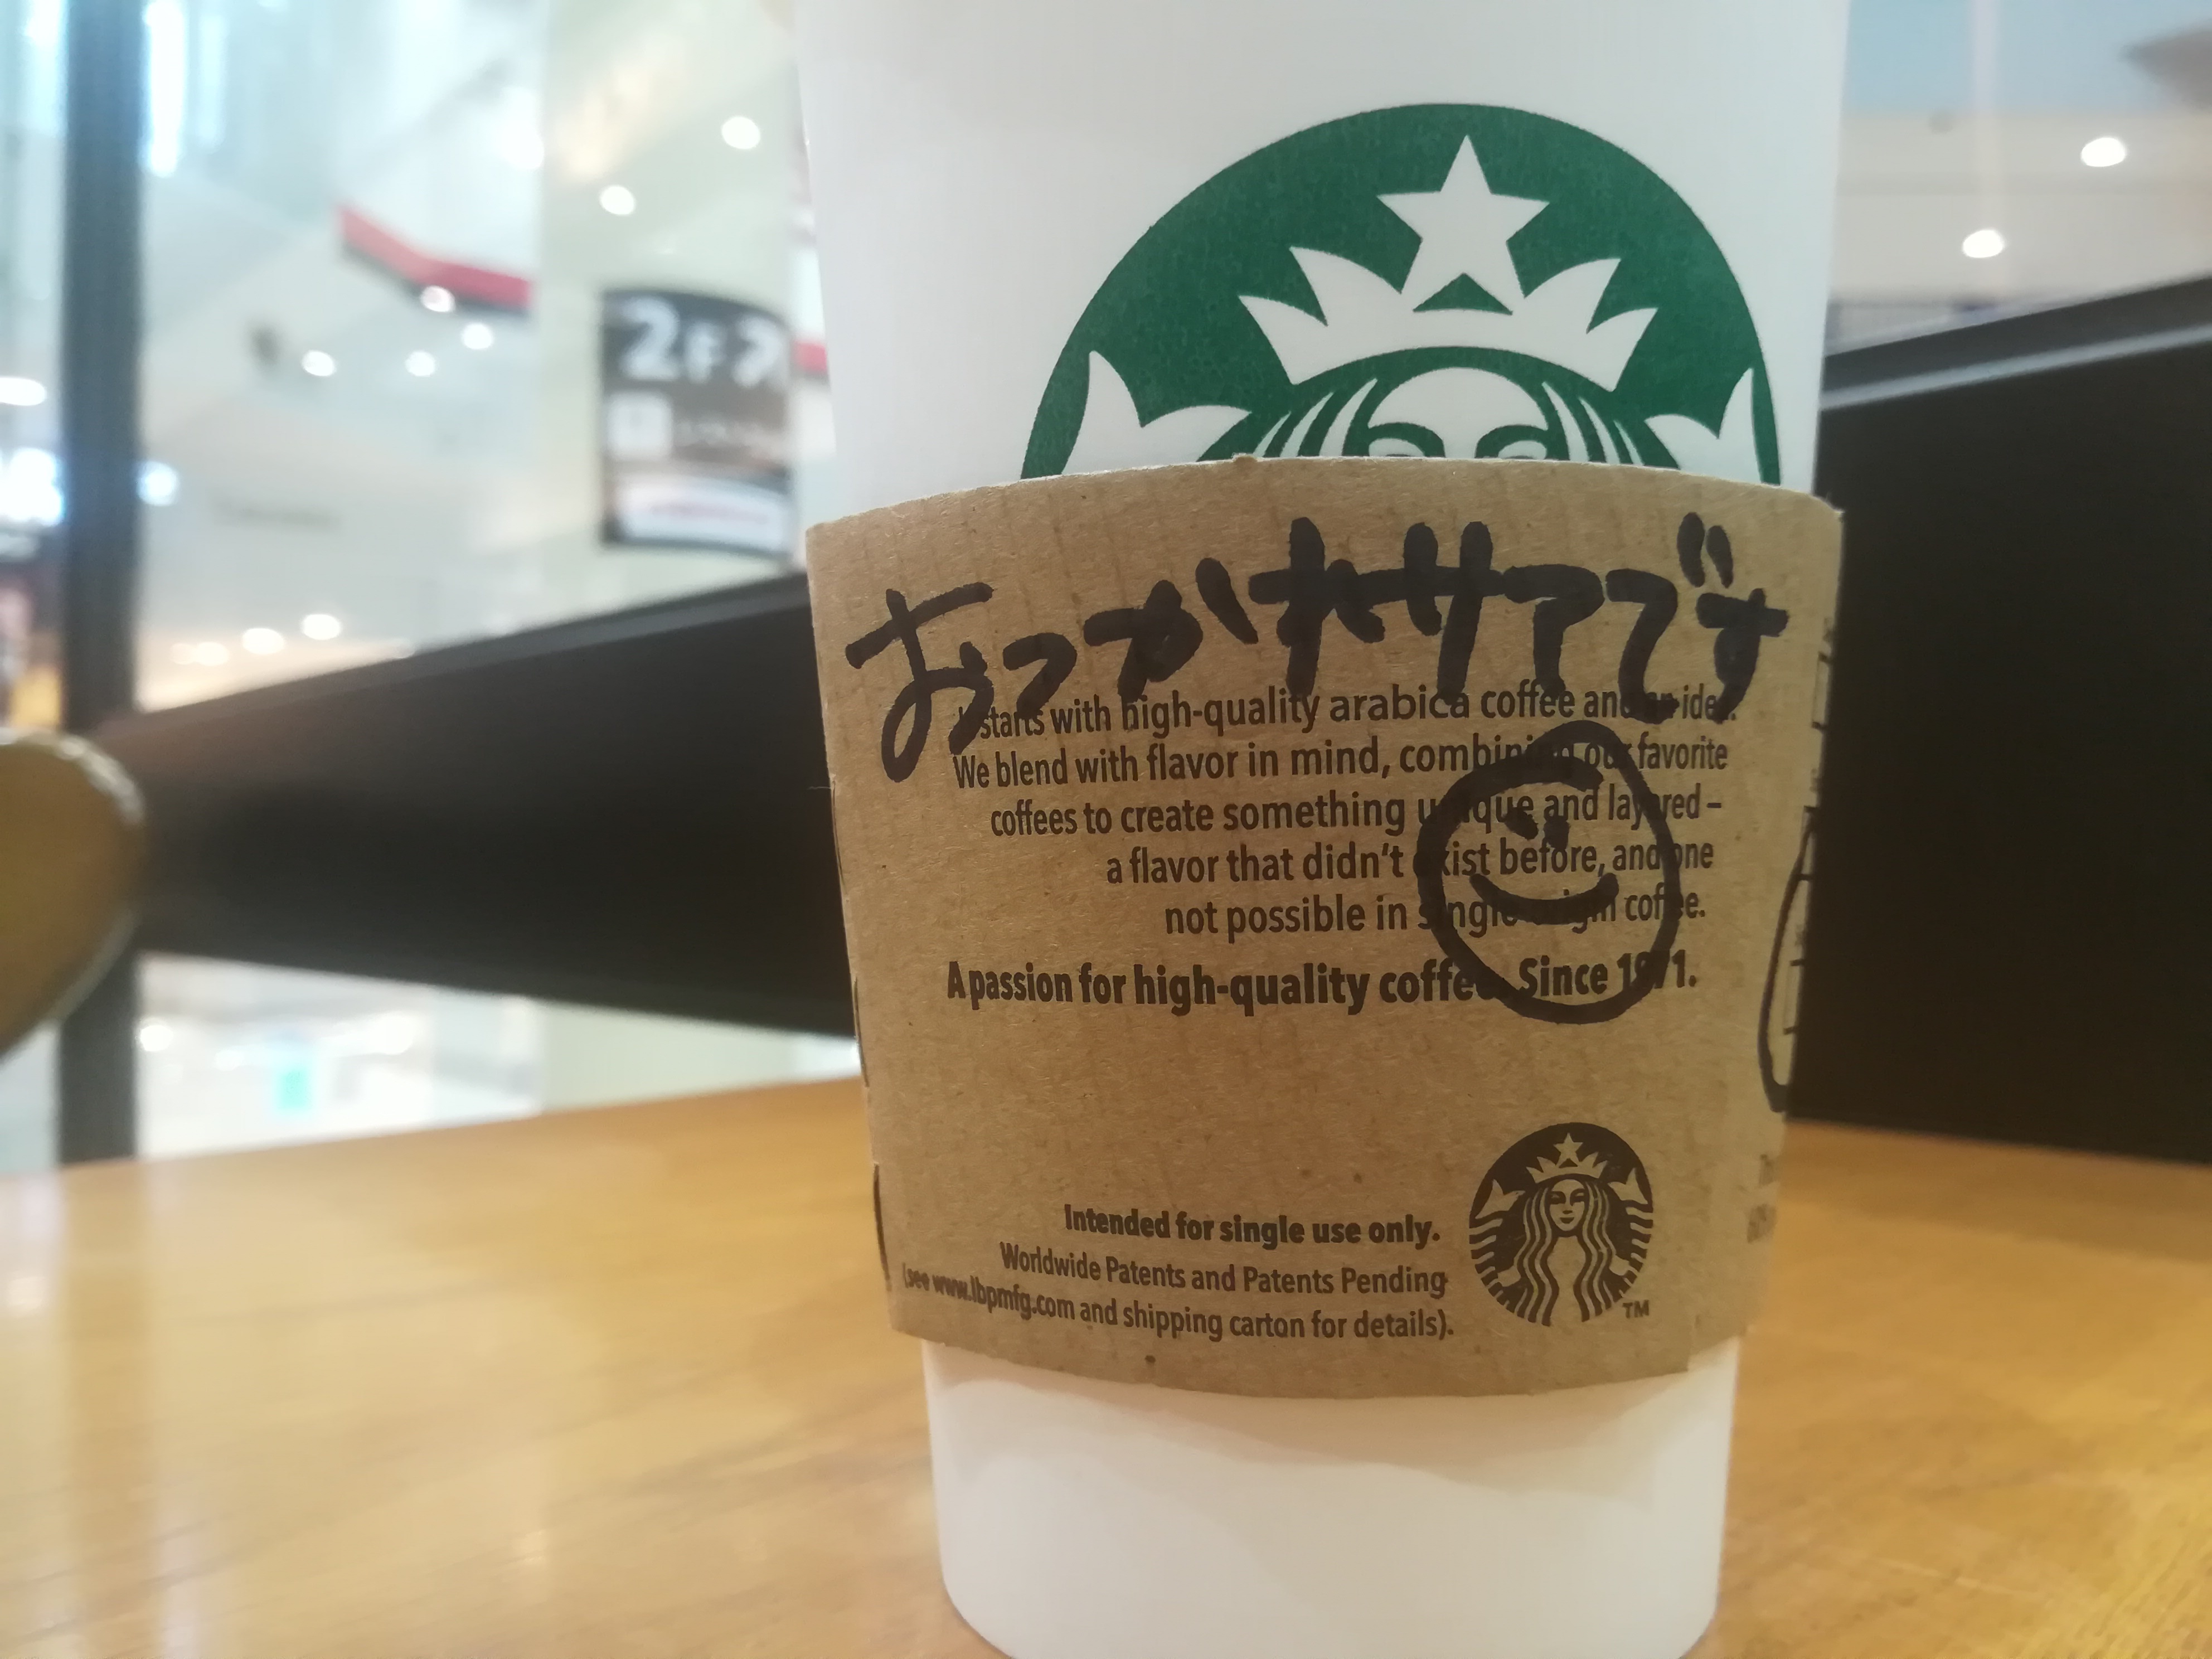 2F
おつかれサマです
It starts with high-quality arabica coffee and an idea.
We blend with flavor in mind, combining our favorite
coffees to create something unique and layered –
a flavor that didn't exist before, and one
not possible in single-origin coffee.
A passion for high-quality coffee. Since 1971.
Intended for single use only.
Worldwide Patents and Patents Pending
(see www.lbpmfg.com and shipping carton for details).
TM